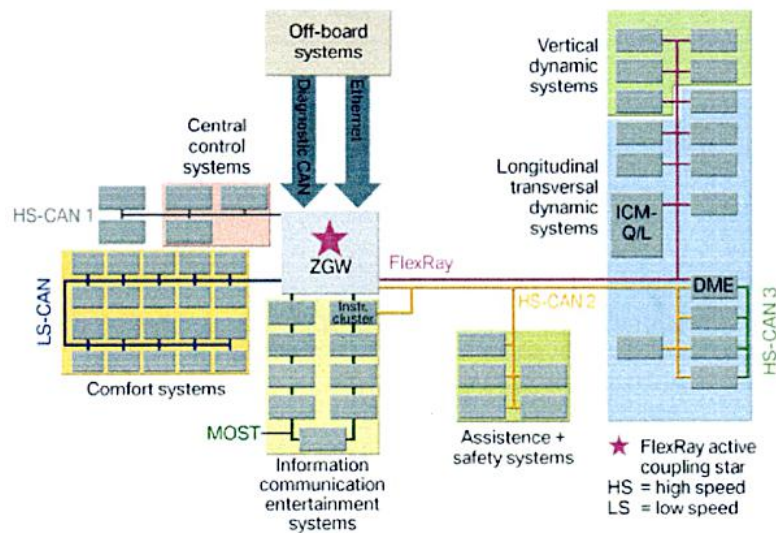 Off-board
systems
Diagnostic CAN
Ethernet
Vertical
dynamic
systems
Central
control
systems
Longitudinal
transversal
dynamic
systems
HS-CAN 1
ICM-
Q/L
ZGW
FlexRay
DME
LS-CAN
Instr.
cluster
HS-CAN 2
HS-CAN 3
Comfort systems
MOST
Assistence +
safety systems
Information
communication
entertainment
systems
FlexRay active
coupling star
HS = high speed
LS = low speed